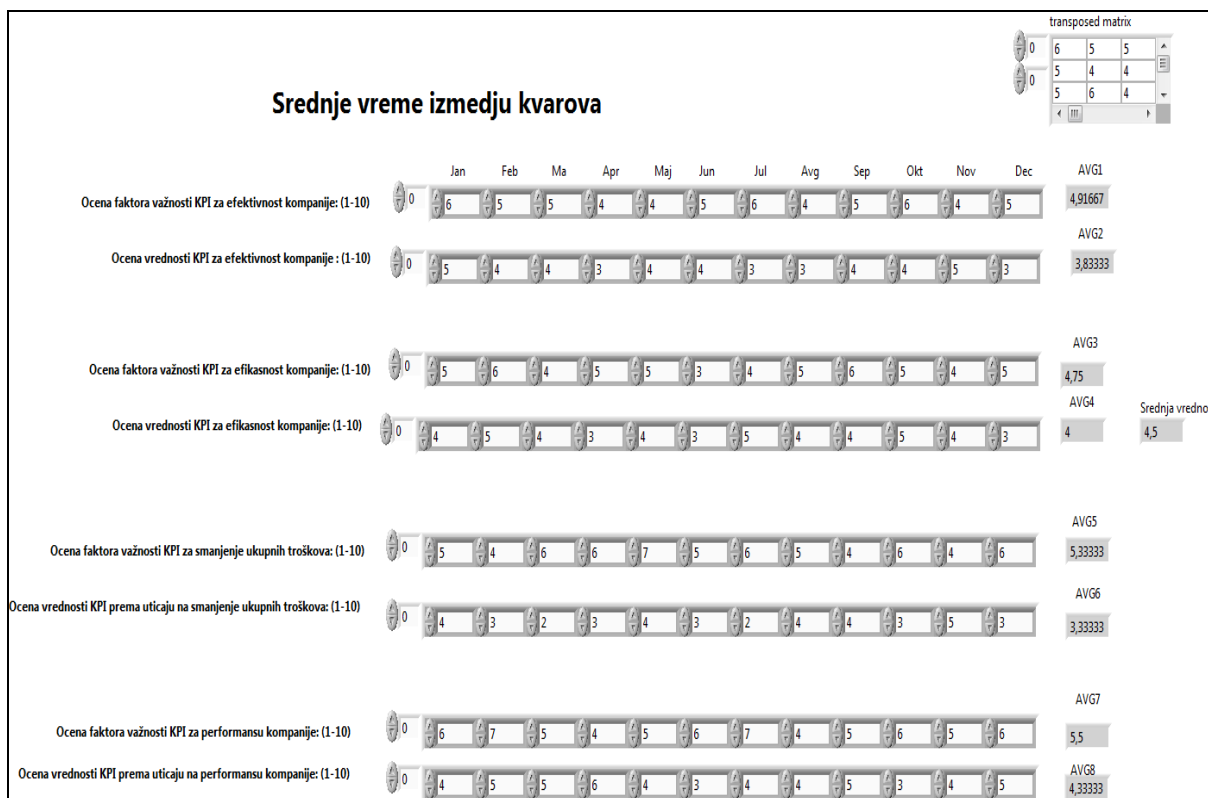 transposed matrix
0 6 5 5
0 5 4 4
5 6 4
Srednje vreme izmedju kvarova
Jan Feb Ma Apr Maj Jun Jul Avg Sep Okt Nov Dec AVG1
Ocena faktora važnosti KPI za efektivnost kompanije: (1-10) 0 6 5 5 4 4 5 6 4 5 6 4 5 4,91667
AVG2
Ocena vrednosti KPI za efektivnost kompanije : (1-10) 0 5 4 4 3 4 4 3 3 4 4 5 3 3,83333
AVG3
Ocena faktora važnosti KPI za efikasnost kompanije: (1-10) 0 5 6 4 5 5 3 4 5 6 5 4 5 4,75
AVG4 Srednja vredno
Ocena vrednosti KPI za efikasnost kompanije: (1-10) 0 4 5 4 3 4 3 5 4 4 5 4 3 4 4,5
AVG5
Ocena faktora važnosti KPI za smanjenje ukupnih troškova: (1-10) 0 5 4 6 6 7 5 6 5 4 6 4 6 5,33333
AVG6
Ocena vrednosti KPI prema uticaju na smanjenje ukupnih troškova: (1-10) 0 4 3 2 3 4 3 2 4 4 3 5 3 3,33333
AVG7
Ocena faktora važnosti KPI za performansu kompanije: (1-10) 0 6 7 5 4 5 6 7 4 5 6 5 6 5,5
AVG8
Ocena vrednosti KPI prema uticaju na performansu kompanije: (1-10) 0 4 5 5 6 4 3 4 4 5 3 4 5 4,33333